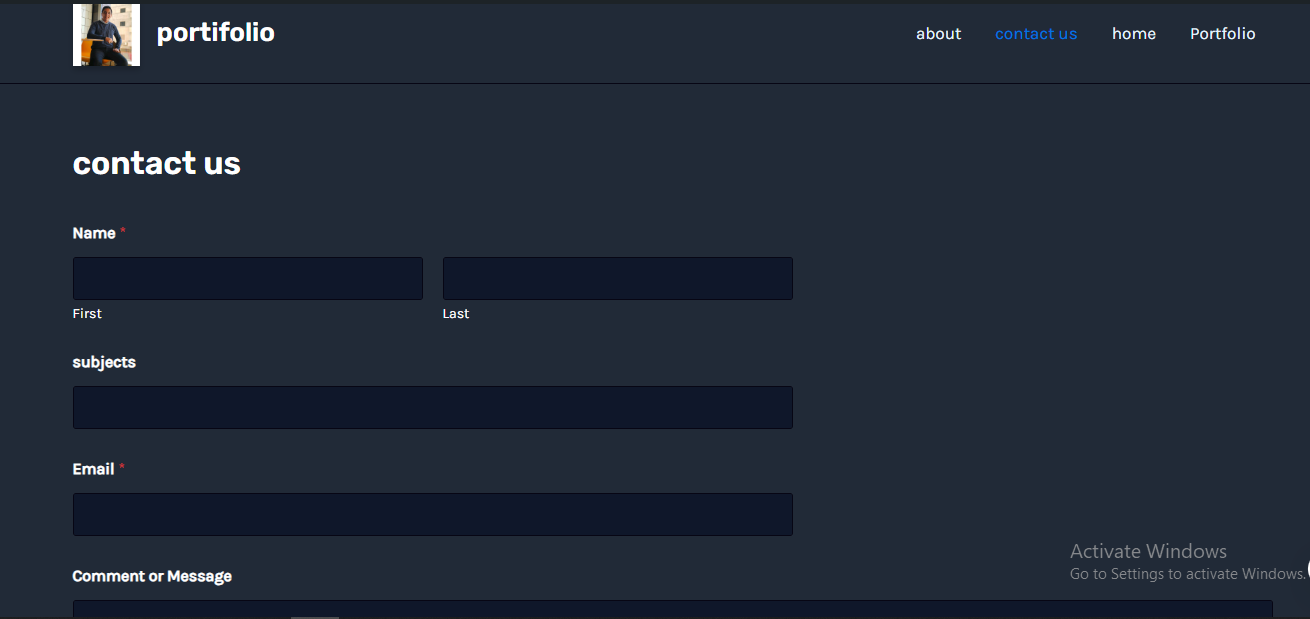 portifolio
about contact us home Portfolio
contact us
Name *
First Last
subjects
Email *
Comment or Message
Activate Windows
Go to Settings to activate Windows.